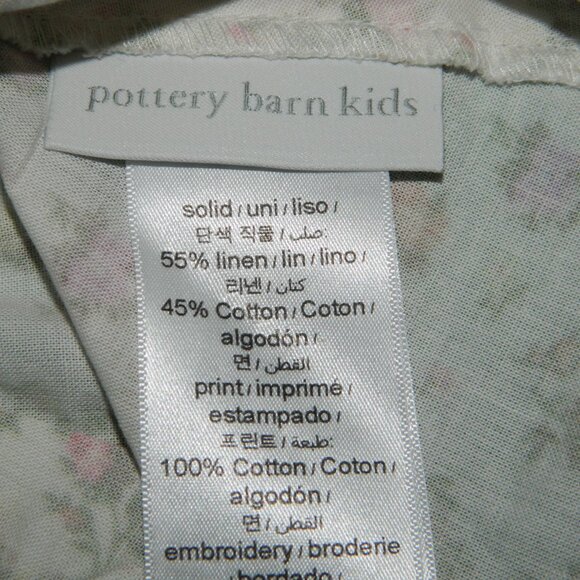 pottery barn kids
solid / uni / liso /
단색 직물 / صلب:
55% linen / lin / lino /
리넨 / كتان /
45% Cotton / Coton /
algodón /
면 / القطن /
print / imprimé /
estampado /
프린트 / طبعة:
100% Cotton / Coton /
algodón /
면 / القطن /
embroidery / broderie
/ bordado /